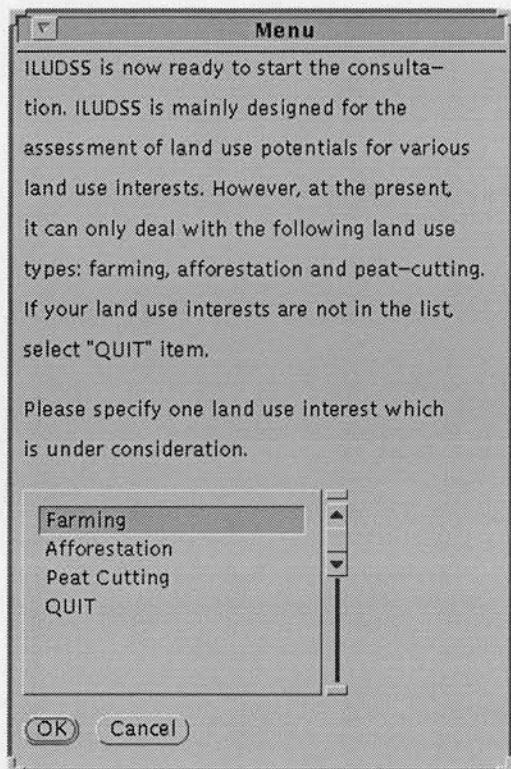 Menu
ILUDSS is now ready to start the consulta-
tion. ILUDSS is mainly designed for the
assessment of land use potentials for various
land use interests. However, at the present,
it can only deal with the following land use
types: farming, afforestation and peat-cutting.
If your land use interests are not in the list,
select "QUIT" item.
Please specify one land use interest which
is under consideration.
Farming
Afforestation
Peat Cutting
QUIT
OK Cancel